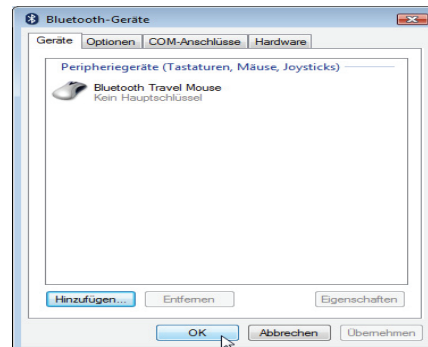 Bluetooth-Geräte
Geräte Optionen COM-Anschlüsse Hardware
Peripheriegeräte (Tastaturen, Mäuse, Joysticks)
Bluetooth Travel Mouse
Kein Hauptschlüssel
Hinzufügen... Entfernen Eigenschaften
OK Abbrechen Übernehmen